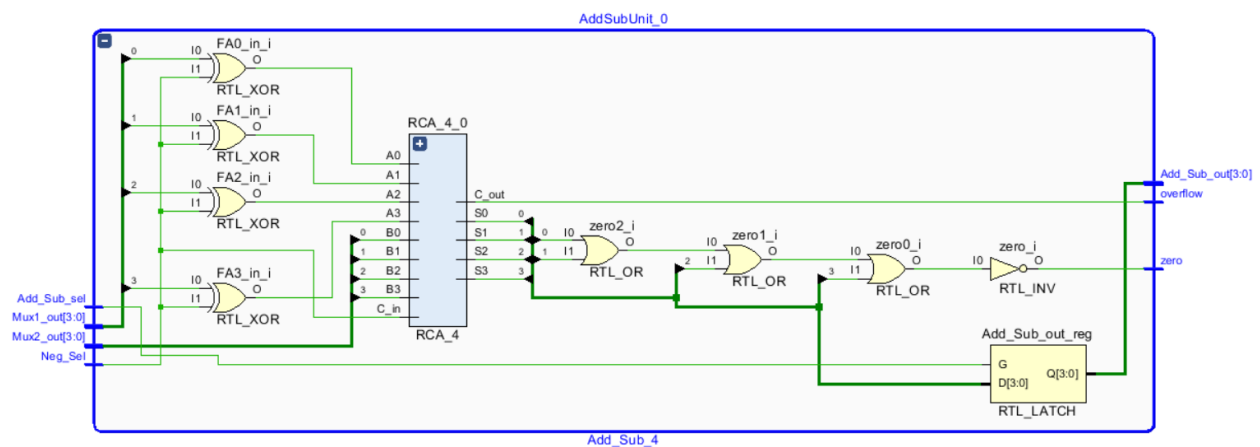 AddSubUnit_0
FA0_in_i
0
I0
O
I1
RTL_XOR
FA1_in_i
1
I0
O
I1
RTL_XOR
FA2_in_i
2
I0
O
I1
RTL_XOR
FA3_in_i
3
I0
O
I1
RTL_XOR
Add_Sub_sel
Mux1_out[3:0]
Mux2_out[3:0]
Neg_Sel
RCA_4_0
A0
A1
A2
A3
0 B0
1 B1
2 B2
3 B3
C_in
C_out
S0 0
S1 1
S2 2
S3 3
RCA_4
zero2_i
0 I0
O
1 I1
RTL_OR
zero1_i
I0
O
2 I1
RTL_OR
zero0_i
I0
O
3 I1
RTL_OR
zero_i
I0 O
RTL_INV
Add_Sub_out_reg
G
D[3:0]
Q[3:0]
RTL_LATCH
Add_Sub_out[3:0]
overflow
zero
Add_Sub_4